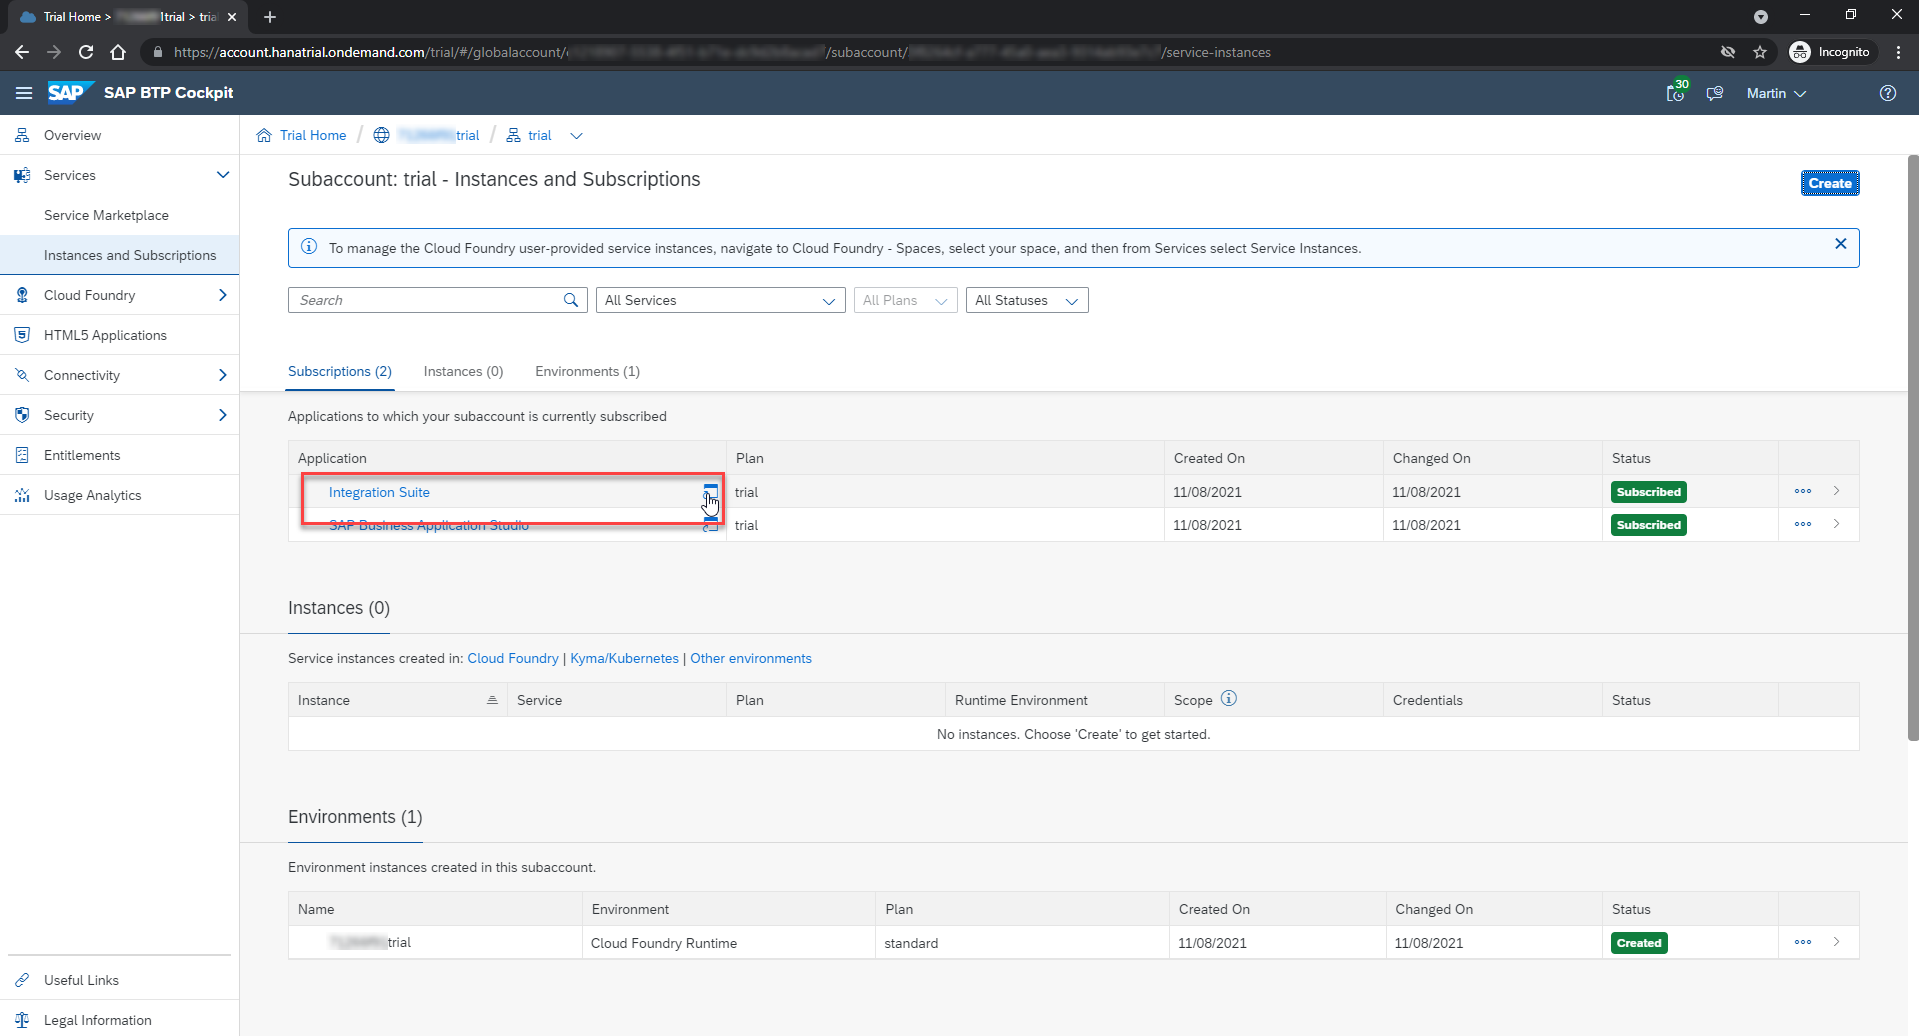 Trial Home > 1trial > trial
https://account.hanatrial.ondemand.com/trial/#/globalaccount/ /subaccount/ /service-instances
Incognito
SAP SAP BTP Cockpit
30
Martin
Overview
Services
Service Marketplace
Instances and Subscriptions
Cloud Foundry
HTML5 Applications
Connectivity
Security
Entitlements
Usage Analytics
Useful Links
Legal Information
Trial Home / trial / trial
Subaccount: trial - Instances and Subscriptions
Create
To manage the Cloud Foundry user-provided service instances, navigate to Cloud Foundry - Spaces, select your space, and then from Services select Service Instances.
Search All Services All Plans All Statuses
Subscriptions (2) Instances (0) Environments (1)
Applications to which your subaccount is currently subscribed
Application Plan Created On Changed On Status
Integration Suite trial 11/08/2021 11/08/2021 Subscribed
SAP Business Application Studio trial 11/08/2021 11/08/2021 Subscribed
Instances (0)
Service instances created in: Cloud Foundry | Kyma/Kubernetes | Other environments
Instance Service Plan Runtime Environment Scope Credentials Status
No instances. Choose 'Create' to get started.
Environments (1)
Environment instances created in this subaccount.
Name Environment Plan Created On Changed On Status
trial Cloud Foundry Runtime standard 11/08/2021 11/08/2021 Created